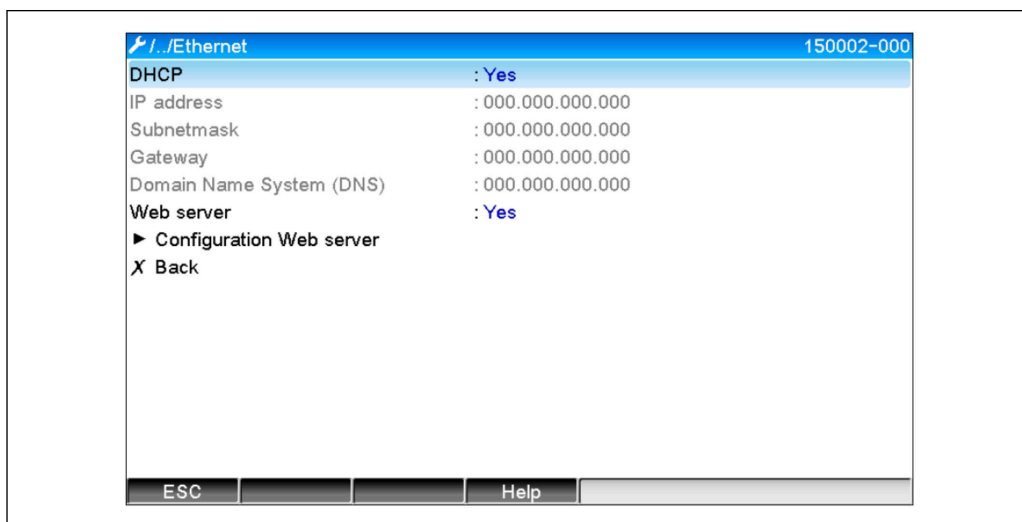 /../Ethernet 150002-000
DHCP : Yes
IP address : 000.000.000.000
Subnetmask : 000.000.000.000
Gateway : 000.000.000.000
Domain Name System (DNS) : 000.000.000.000
Web server : Yes
► Configuration Web server
X Back
ESC Help